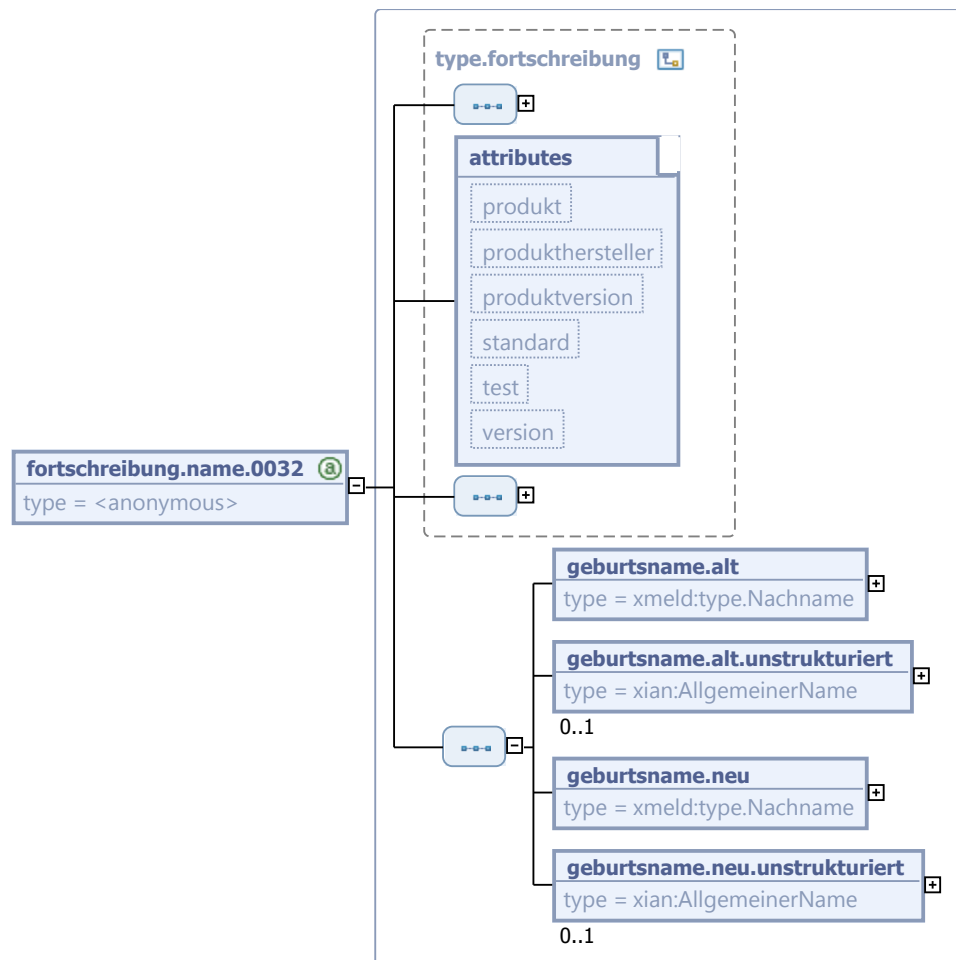 type.fortschreibung
attributes
produkt
produkthersteller
produktversion
standard
test
version
fortschreibung.name.0032 a
type = <anonymous>
geburtsname.alt
type = xmeld:type.Nachname
geburtsname.alt.unstrukturiert
type = xian:AllgemeinerName
0..1
geburtsname.neu
type = xmeld:type.Nachname
geburtsname.neu.unstrukturiert
type = xian:AllgemeinerName
0..1